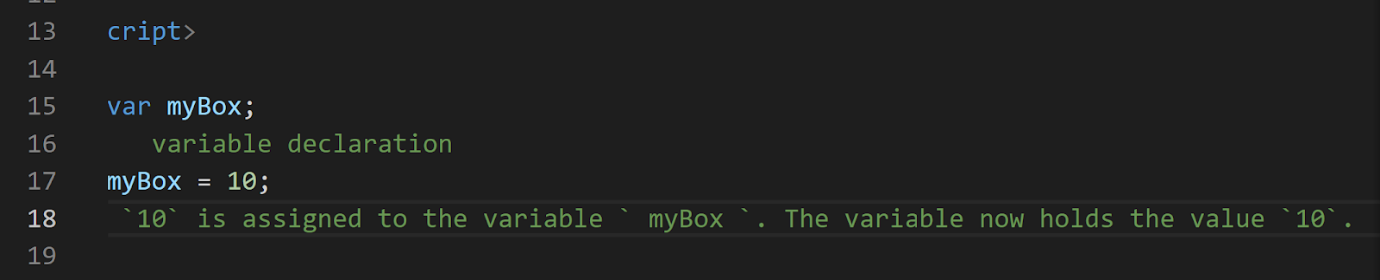 13 cript>
14
15 var myBox;
16 variable declaration
17 myBox = 10;
18 `10` is assigned to the variable ` myBox `. The variable now holds the value `10`.
19